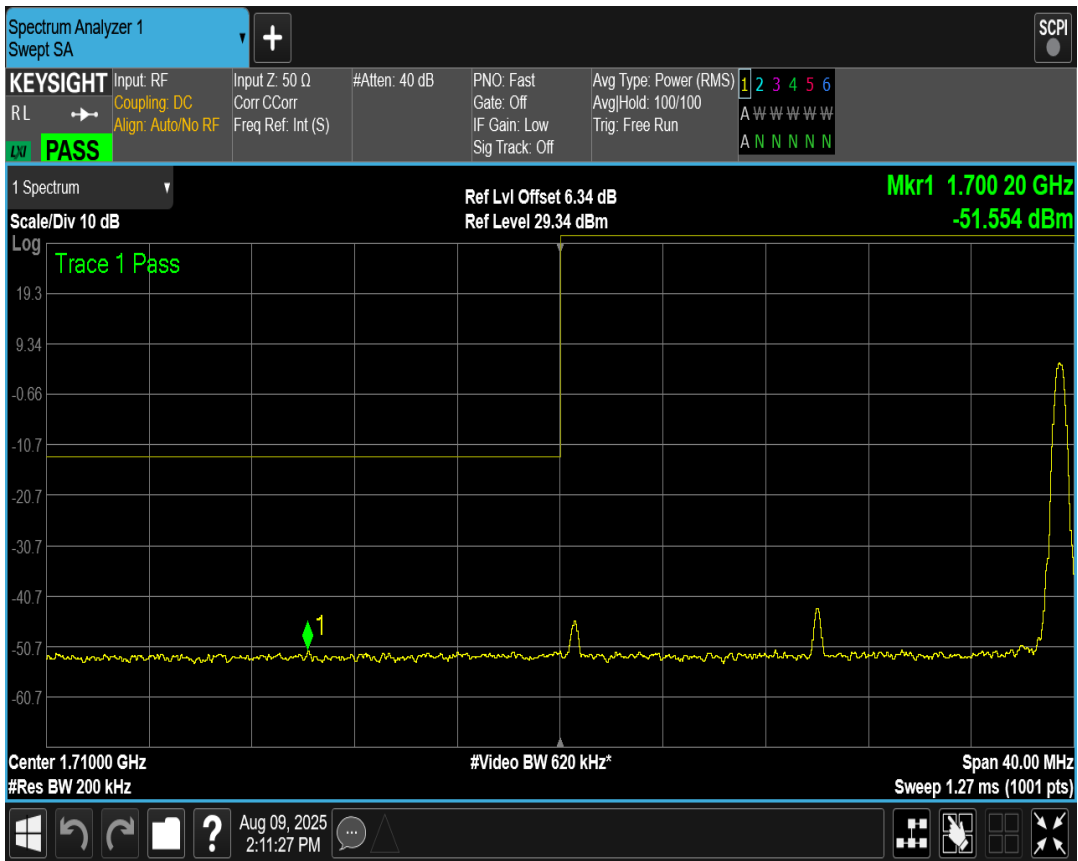 Spectrum Analyzer 1
Swept SA
+
SCPI
KEYSIGHT
R L
LXI PASS
Input: RF
Coupling: DC
Align: Auto/No RF
Input Z: 50 Ω
Corr CCorr
Freq Ref: Int (S)
#Atten: 40 dB
PNO: Fast
Gate: Off
IF Gain: Low
Sig Track: Off
Avg Type: Power (RMS)
Avg|Hold: 100/100
Trig: Free Run
1 2 3 4 5 6
A W W W W W
A N N N N N
1 Spectrum
Scale/Div 10 dB
Ref Lvl Offset 6.34 dB
Ref Level 29.34 dBm
Mkr1 1.700 20 GHz
-51.554 dBm
Log
Trace 1 Pass
19.3
9.34
-0.66
-10.7
-20.7
-30.7
-40.7
1
-50.7
-60.7
Center 1.71000 GHz
#Video BW 620 kHz*
Span 40.00 MHz
#Res BW 200 kHz
Sweep 1.27 ms (1001 pts)
?
Aug 09, 2025
2:11:27 PM